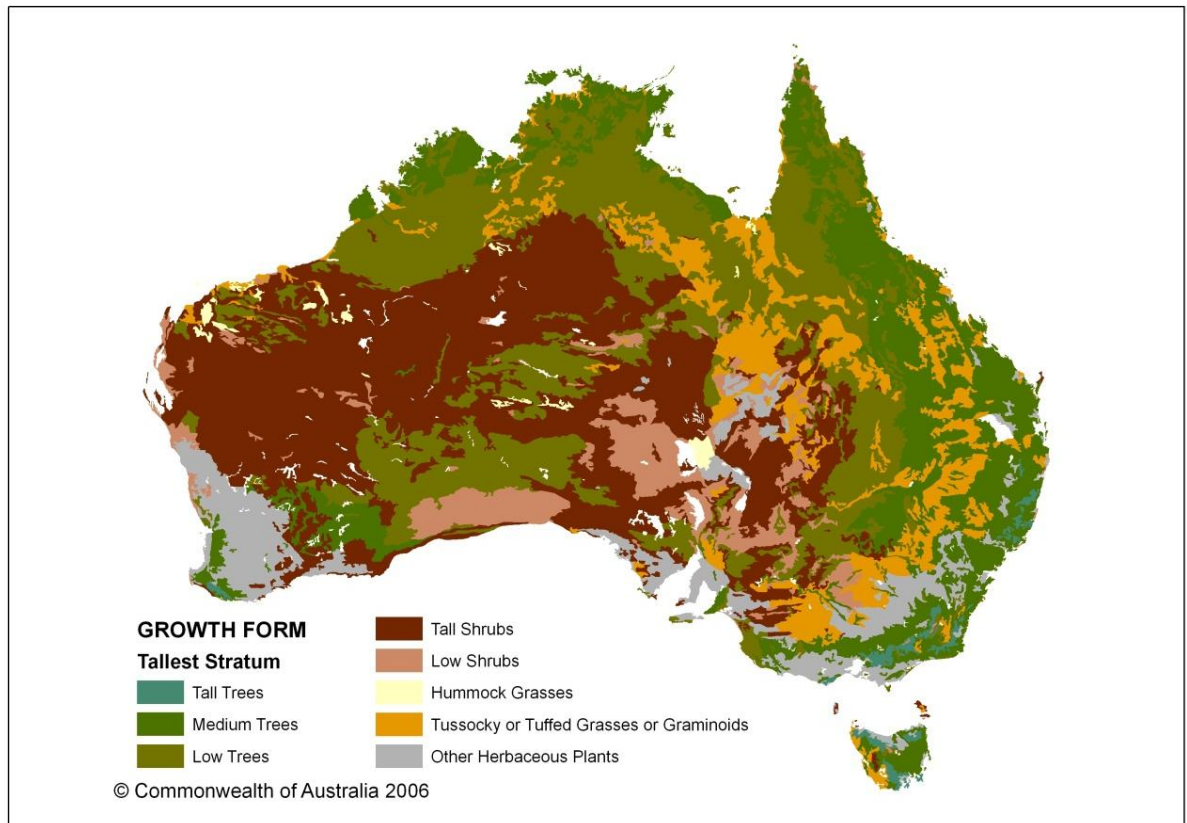 GROWTH FORM
Tallest Stratum
Tall Trees
Medium Trees
Low Trees
Tall Shrubs
Low Shrubs
Hummock Grasses
Tussocky or Tuffed Grasses or Graminoids
Other Herbaceous Plants
© Commonwealth of Australia 2006